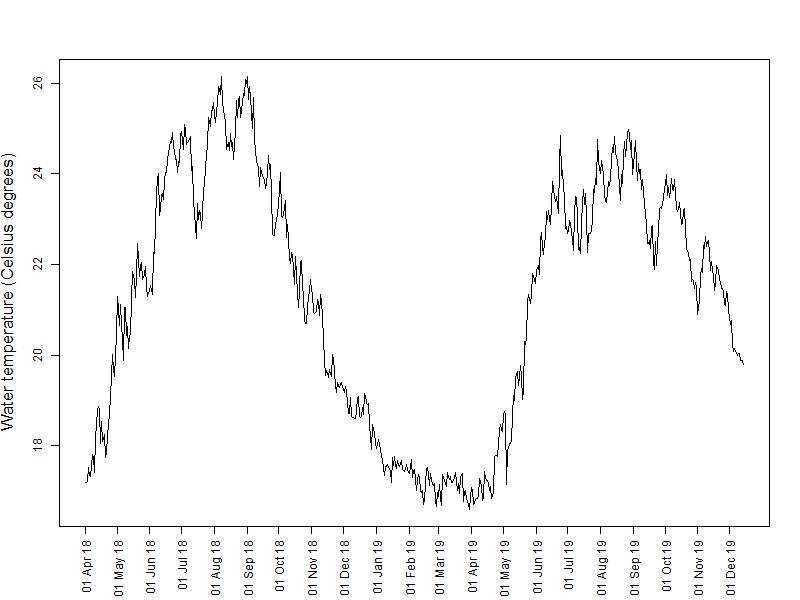 Water temperature (Celsius degrees)
26
24
22
20
18
01 Apr 18
01 May 18
01 Jun 18
01 Jul 18
01 Aug 18
01 Sep 18
01 Oct 18
01 Nov 18
01 Dec 18
01 Jan 19
01 Feb 19
01 Mar 19
01 Apr 19
01 May 19
01 Jun 19
01 Jul 19
01 Aug 19
01 Sep 19
01 Oct 19
01 Nov 19
01 Dec 19